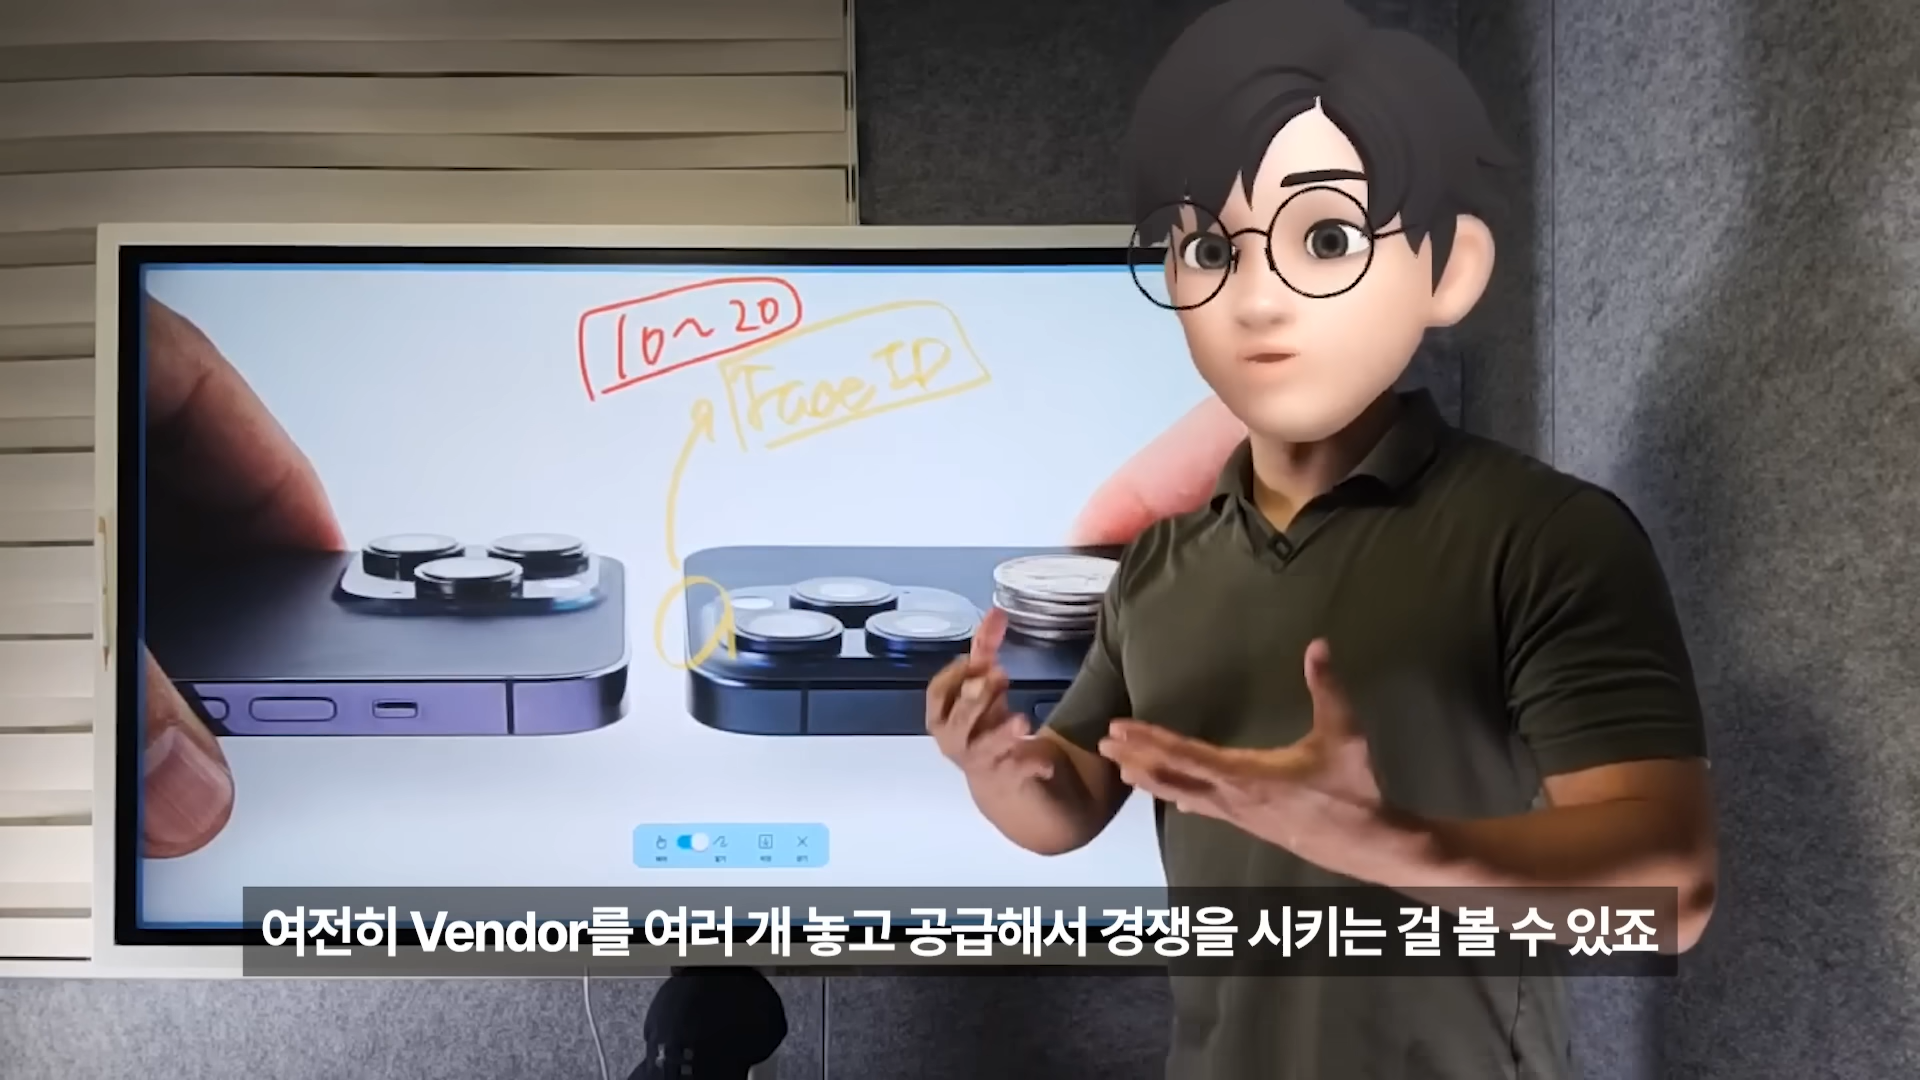 10~20
Face ID
여전히 Vendor를 여러 개 놓고 공급해서 경쟁을 시키는 걸 볼 수 있죠